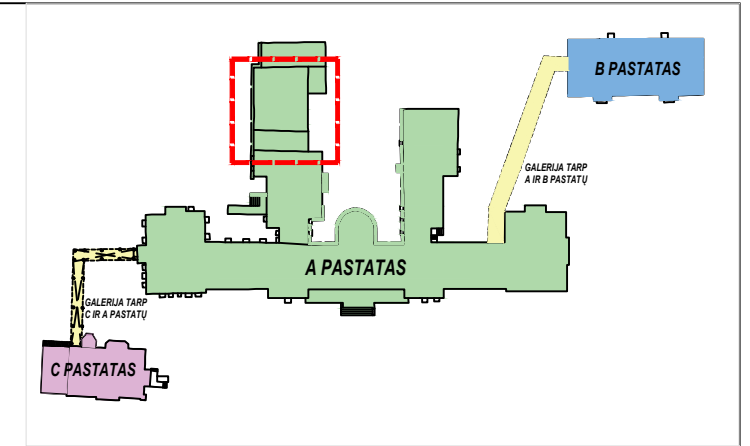 B PASTATAS
GALERIJA TARP
A IR B PASTATŲ
A PASTATAS
GALERIJA TARP
C IR A PASTATŲ
C PASTATAS